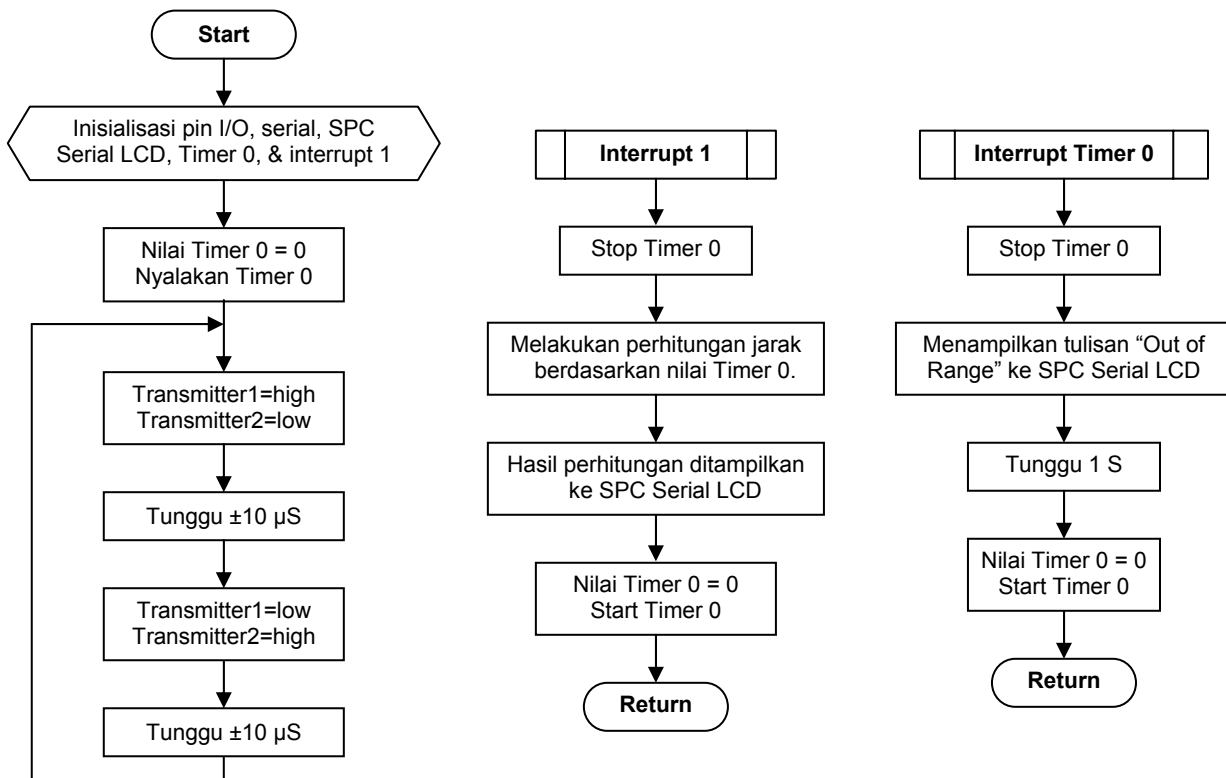 Start
Inisialisasi pin I/O, serial, SPC
Serial LCD, Timer 0, & interrupt 1
Nilai Timer 0 = 0
Nyalakan Timer 0
Transmitter1=high
Transmitter2=low
Tunggu ±10 µS
Transmitter1=low
Transmitter2=high
Tunggu ±10 µS
Interrupt 1
Stop Timer 0
Melakukan perhitungan jarak
berdasarkan nilai Timer 0.
Hasil perhitungan ditampilkan
ke SPC Serial LCD
Nilai Timer 0 = 0
Start Timer 0
Return
Interrupt Timer 0
Stop Timer 0
Menampilkan tulisan “Out of
Range” ke SPC Serial LCD
Tunggu 1 S
Nilai Timer 0 = 0
Start Timer 0
Return